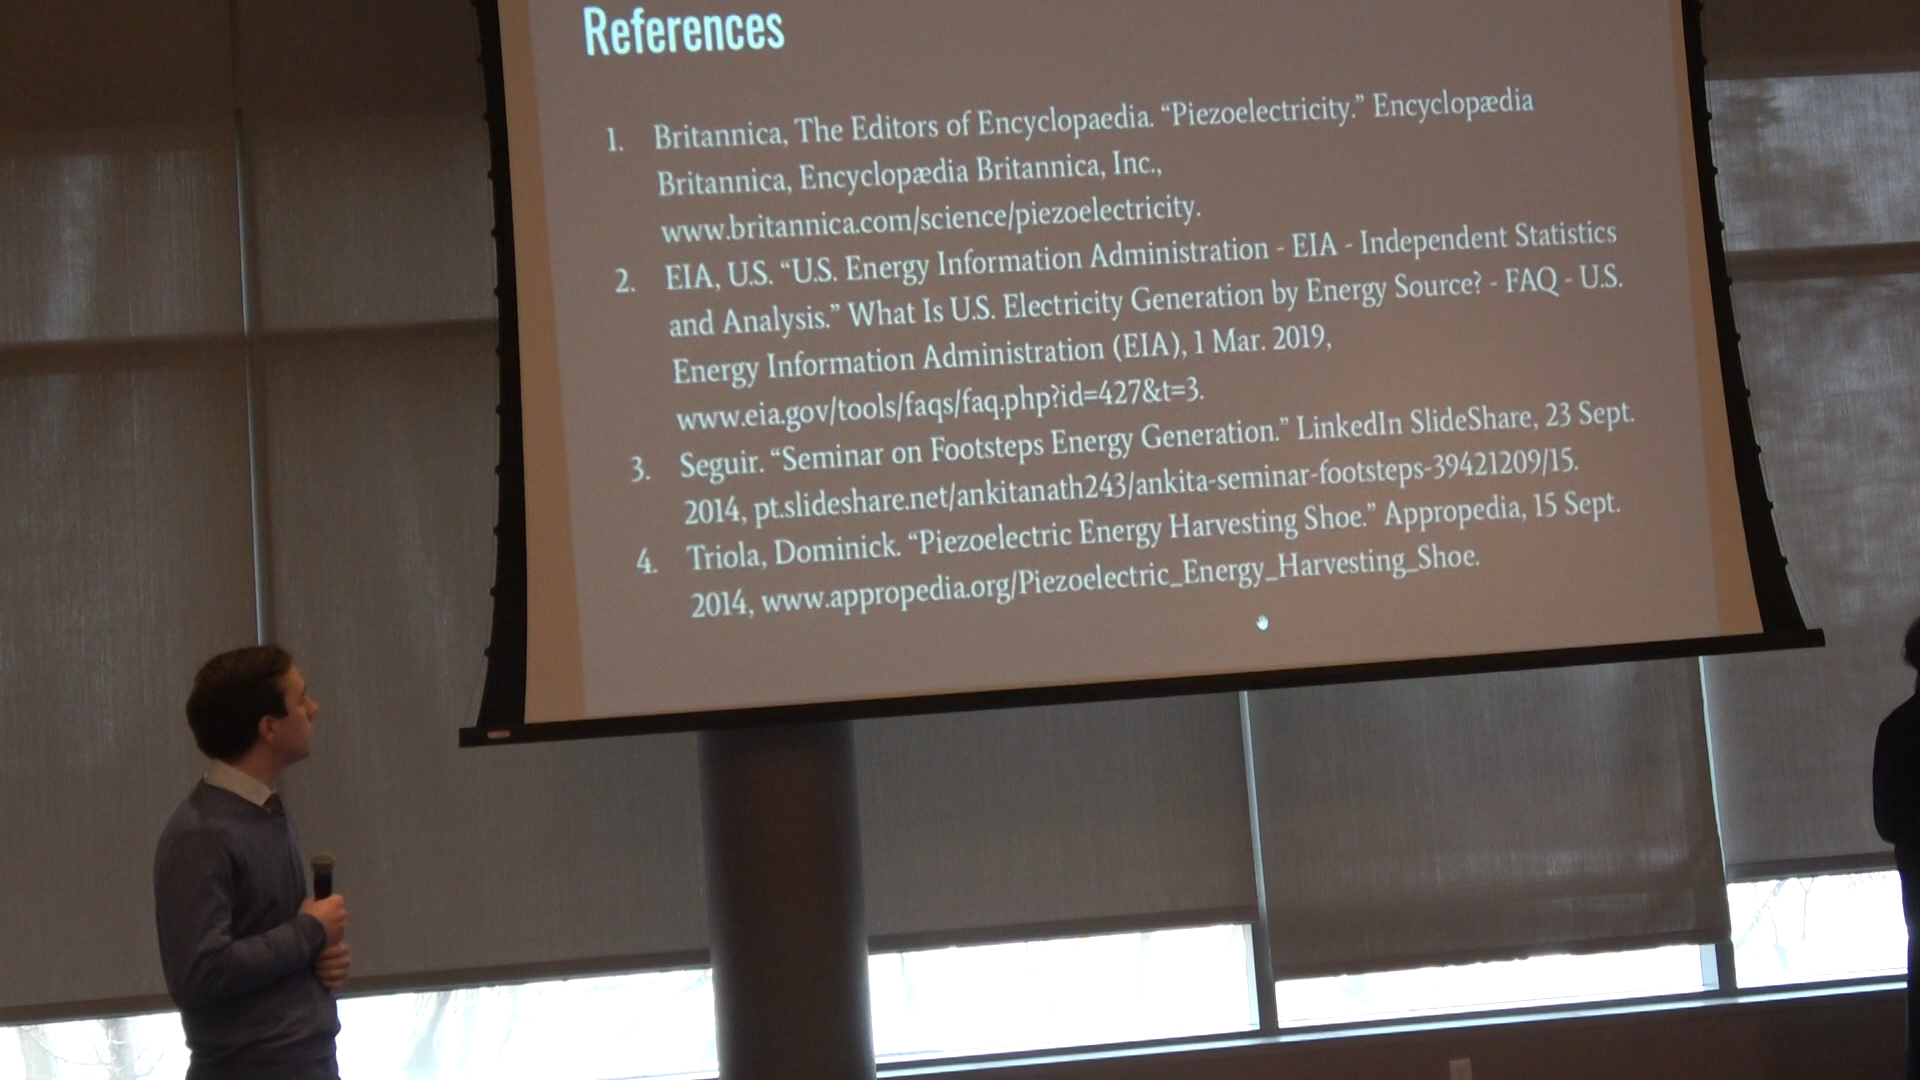 References
1. Britannica, The Editors of Encyclopaedia. “Piezoelectricity.” Encyclopædia
Britannica, Encyclopædia Britannica, Inc.,
www.britannica.com/science/piezoelectricity.
2. EIA, U.S. “U.S. Energy Information Administration - EIA - Independent Statistics
and Analysis.” What Is U.S. Electricity Generation by Energy Source? - FAQ - U.S.
Energy Information Administration (EIA), 1 Mar. 2019,
www.eia.gov/tools/faqs/faq.php?id=427&t=3.
3. Seguir. “Seminar on Footsteps Energy Generation.” LinkedIn SlideShare, 23 Sept.
2014, pt.slideshare.net/ankitanath243/ankita-seminar-footsteps-39421209/15.
4. Triola, Dominick. “Piezoelectric Energy Harvesting Shoe.” Appropedia, 15 Sept.
2014, www.appropedia.org/Piezoelectric_Energy_Harvesting_Shoe.